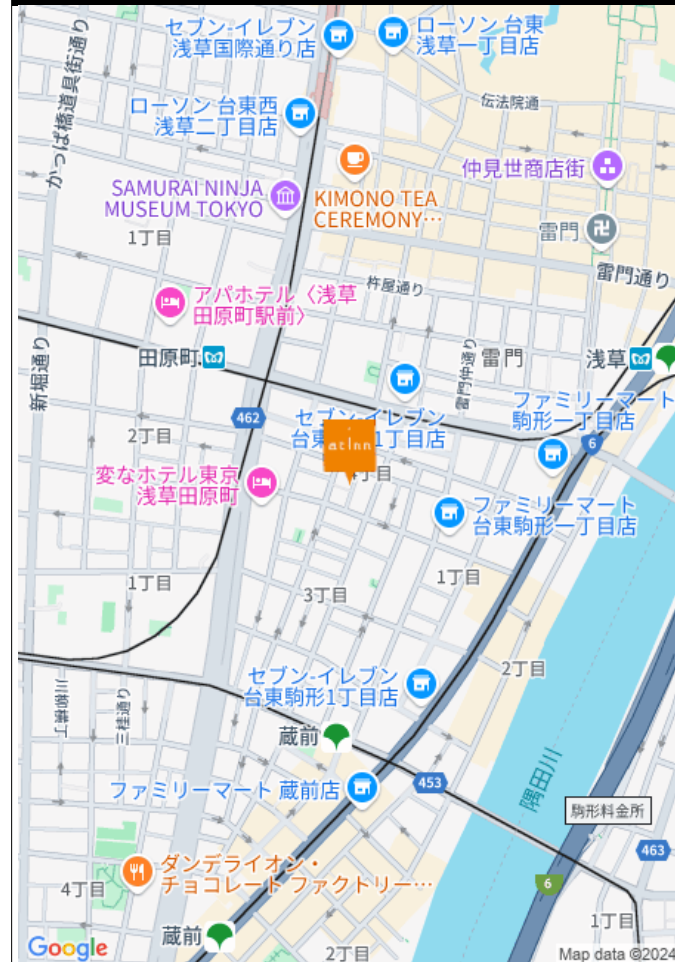 セブン-イレブン
浅草国際通り店
ローソン 台東
浅草一丁目店
かっぱ橋道具街通り
ローソン 台東西
浅草二丁目店
伝法院通
仲見世商店街
SAMURAI NINJA
MUSEUM TOKYO
KIMONO TEA
CEREMONY…
1丁目
雷門
雷門通り
杵屋通り
アパホテル〈浅草
田原町駅前〉
新堀通り
田原町
雷門仲通り
雷門
浅草
462
2丁目
セブン-イレブン
台東
1丁目店
ファミリーマート
駒形一丁目店
6
at Inn
丁目
変なホテル東京
浅草田原町
ファミリーマート
台東駒形一丁目店
1丁目
1丁目
3丁目
2丁目
セブン-イレブン
台東駒形1丁目店
三桂通り
蔵前
453
隅田川
ファミリーマート 蔵前店
駒形料金所
463
ダンデライオン・
チョコレート ファクトリー…
4丁目
6
1丁目
蔵前
2丁目
Google
Map data ©2024